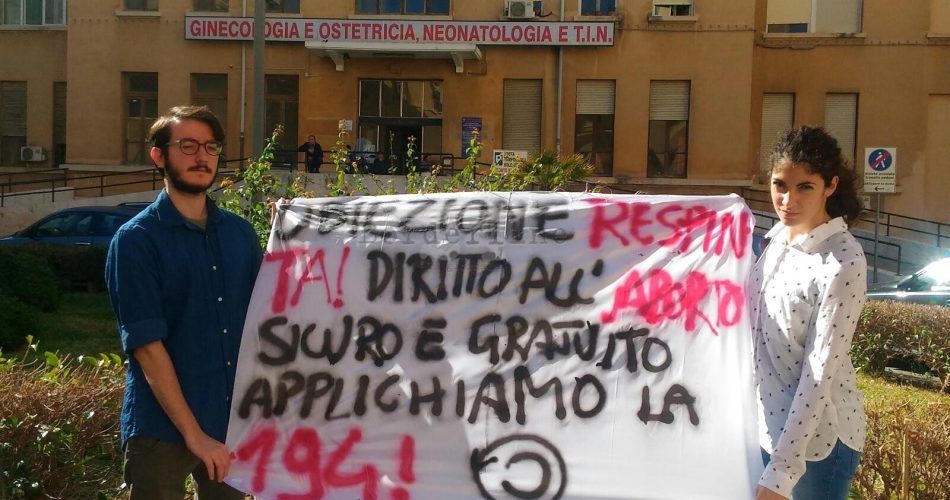 GINECOLOGIA E OSTETRICIA, NEONATOLOGIA E T.I.N.
OBIEZIONE RESPIN
TA! DIRITTO ALL'ABORTO
SICURO E GRATUITO
APPLICHIAMO LA
194!